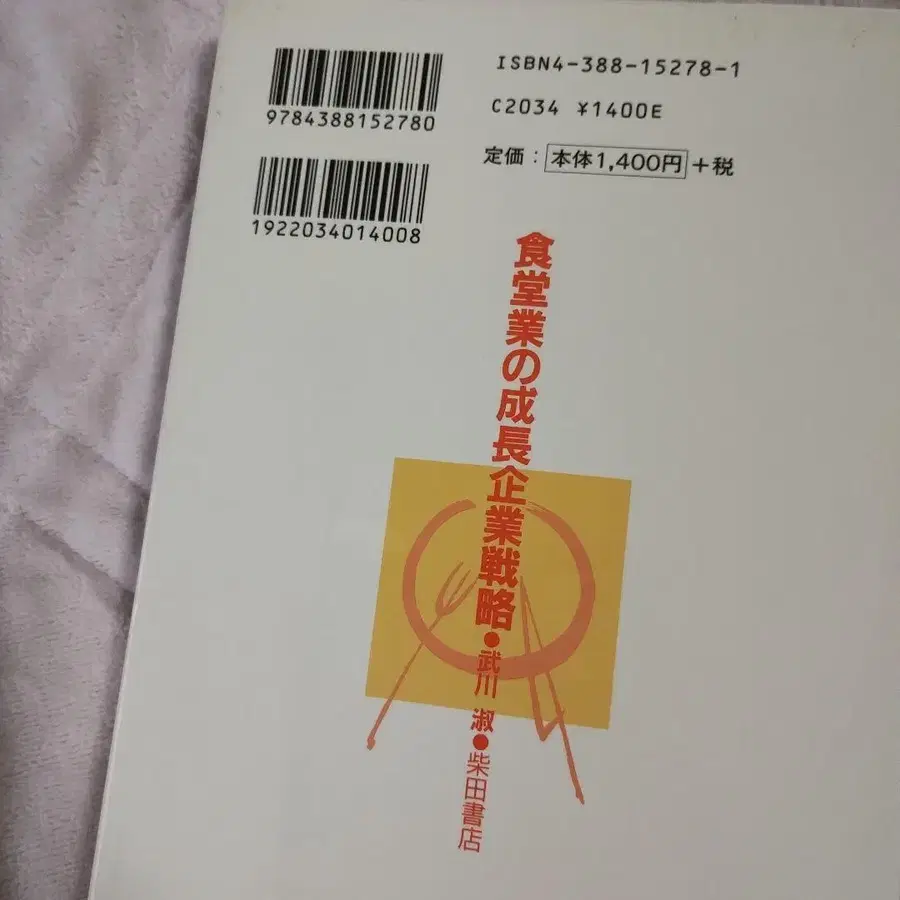 9784388152780
1922034014008
ISBN4-388-15278-1
C2034 ¥1400E
定価：本体1,400円+税
食堂業の成長企業戦略●武川 淑●柴田書店